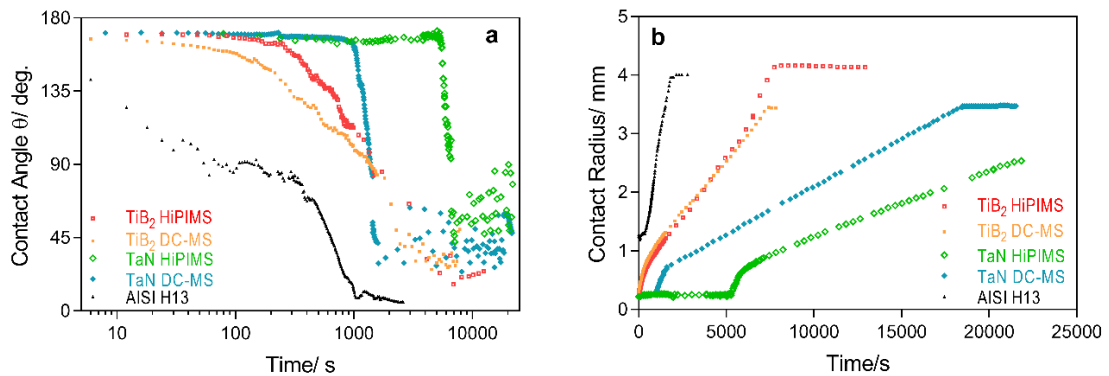 180
135
90
45
0
Contact Angle θ/ deg.
a
TiB₂ HiPIMS
TiB₂ DC-MS
TaN HiPIMS
TaN DC-MS
AISI H13
10
100
1000
10000
Time/ s
5
4
3
2
1
0
Contact Radius/ mm
b
TiB₂ HiPIMS
TiB₂ DC-MS
TaN HiPIMS
TaN DC-MS
AISI H13
0
5000
10000
15000
20000
25000
Time/s